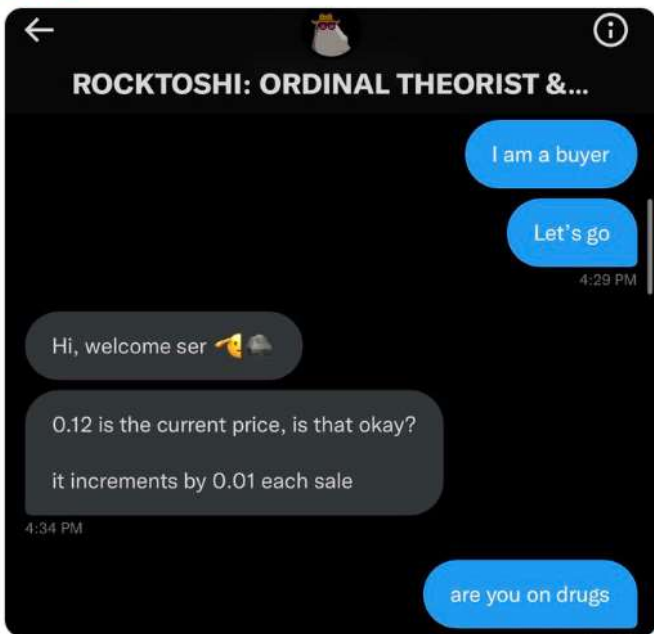 ROCKTOSHI: ORDINAL THEORIST &...
I am a buyer
Let's go
4:29 PM
Hi, welcome ser 🫡🪨
0.12 is the current price, is that okay?
it increments by 0.01 each sale
4:34 PM
are you on drugs